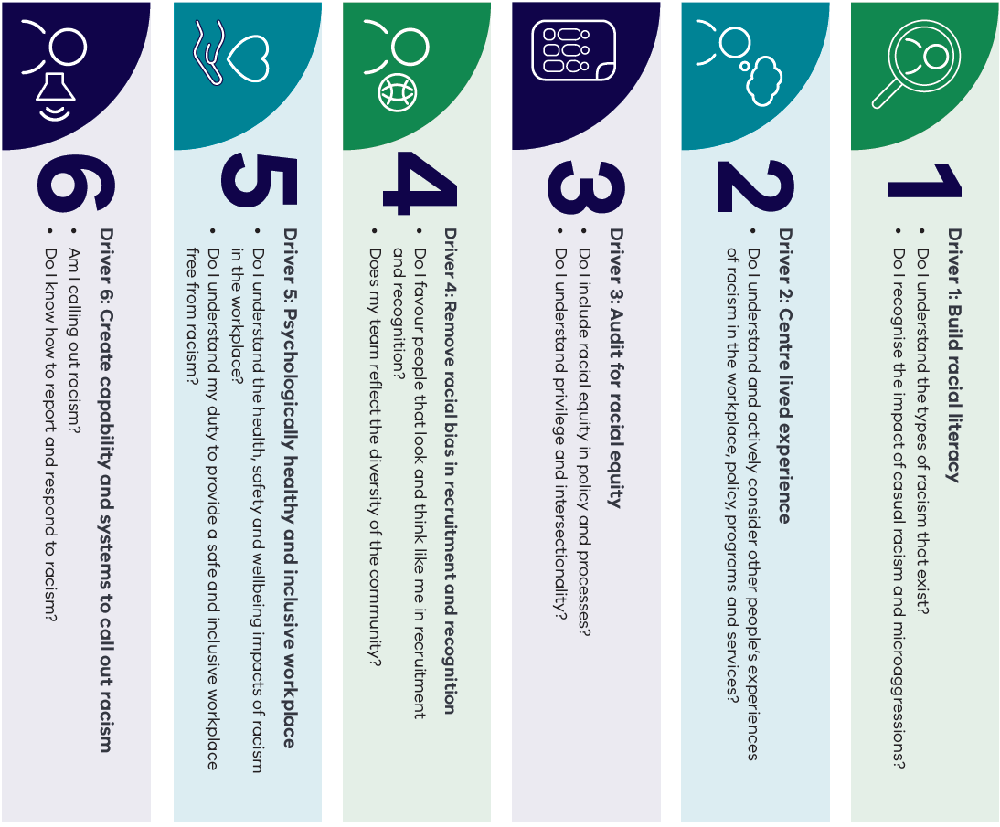 1
Driver 1: Build racial literacy
• Do I understand the types of racism that exist?
• Do I recognise the impact of casual racism and microaggressions?
2
Driver 2: Centre lived experience
• Do I understand and actively consider other people's experiences
of racism in the workplace, policy, programs and services?
3
Driver 3: Audit for racial equity
• Do I include racial equity in policy and processes?
• Do I understand privilege and intersectionality?
4
Driver 4: Remove racial bias in recruitment and recognition
• Do I favour people that look and think like me in recruitment
and recognition?
• Does my team reflect the diversity of the community?
5
Driver 5: Psychologically healthy and inclusive workplace
• Do I understand the health, safety and wellbeing impacts of racism
in the workplace?
• Do I understand my duty to provide a safe and inclusive workplace
free from racism?
6
Driver 6: Create capability and systems to call out racism
• Am I calling out racism?
• Do I know how to report and respond to racism?